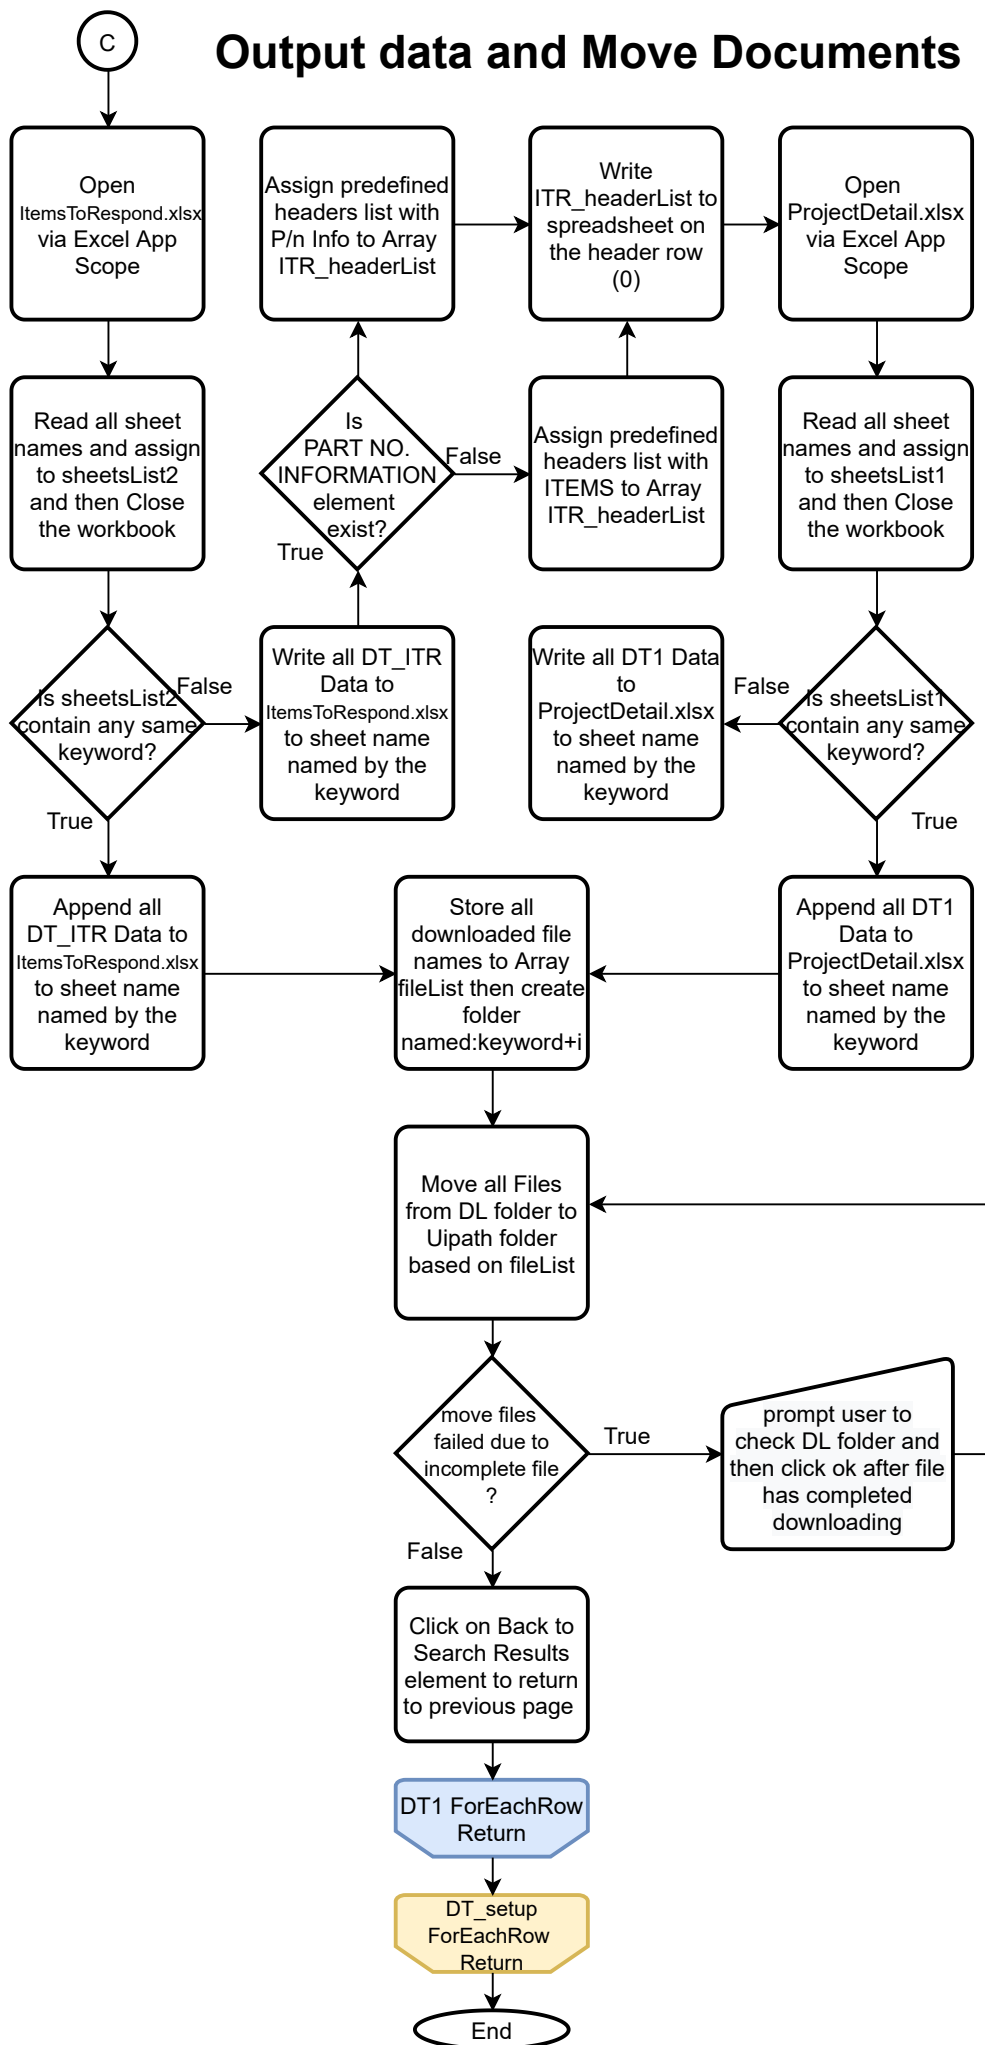 C
Output data and Move Documents
Open
ItemsToRespond.xlsx
via Excel App
Scope
Assign predefined
headers list with
P/n Info to Array
ITR_headerList
Write
ITR_headerList to
spreadsheet on
the header row
(0)
Open
ProjectDetail.xlsx
via Excel App
Scope
Read all sheet
names and assign
to sheetsList2
and then Close
the workbook
Is
PART NO.
INFORMATION
element
exist?
False
True
Assign predefined
headers list with
ITEMS to Array
ITR_headerList
Read all sheet
names and assign
to sheetsList1
and then Close
the workbook
Is sheetsList2
contain any same
keyword?
False
True
Write all DT_ITR
Data to
ItemsToRespond.xlsx
to sheet name
named by the
keyword
Write all DT1 Data
to
ProjectDetail.xlsx
to sheet name
named by the
keyword
False
Is sheetsList1
contain any same
keyword?
True
Append all
DT_ITR Data to
ItemsToRespond.xlsx
to sheet name
named by the
keyword
Store all
downloaded file
names to Array
fileList then create
folder
named:keyword+i
Append all DT1
Data to
ProjectDetail.xlsx
to sheet name
named by the
keyword
Move all Files
from DL folder to
Uipath folder
based on fileList
move files
failed due to
incomplete file
?
True
False
prompt user to
check DL folder and
then click ok after file
has completed
downloading
Click on Back to
Search Results
element to return
to previous page
DT1 ForEachRow
Return
DT_setup
ForEachRow
Return
End